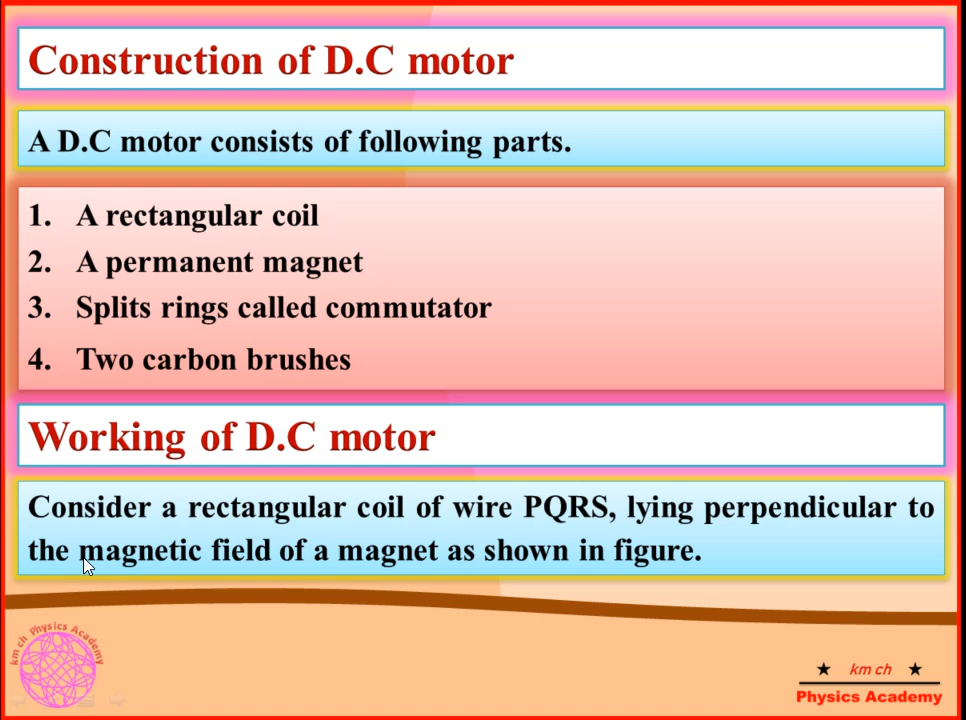 Construction of D.C motor
A D.C motor consists of following parts.
1. A rectangular coil
2. A permanent magnet
3. Splits rings called commutator
4. Two carbon brushes
Working of D.C motor
Consider a rectangular coil of wire PQRS, lying perpendicular to
the magnetic field of a magnet as shown in figure.
km ch Physics Academy
★ km ch ★
Physics Academy